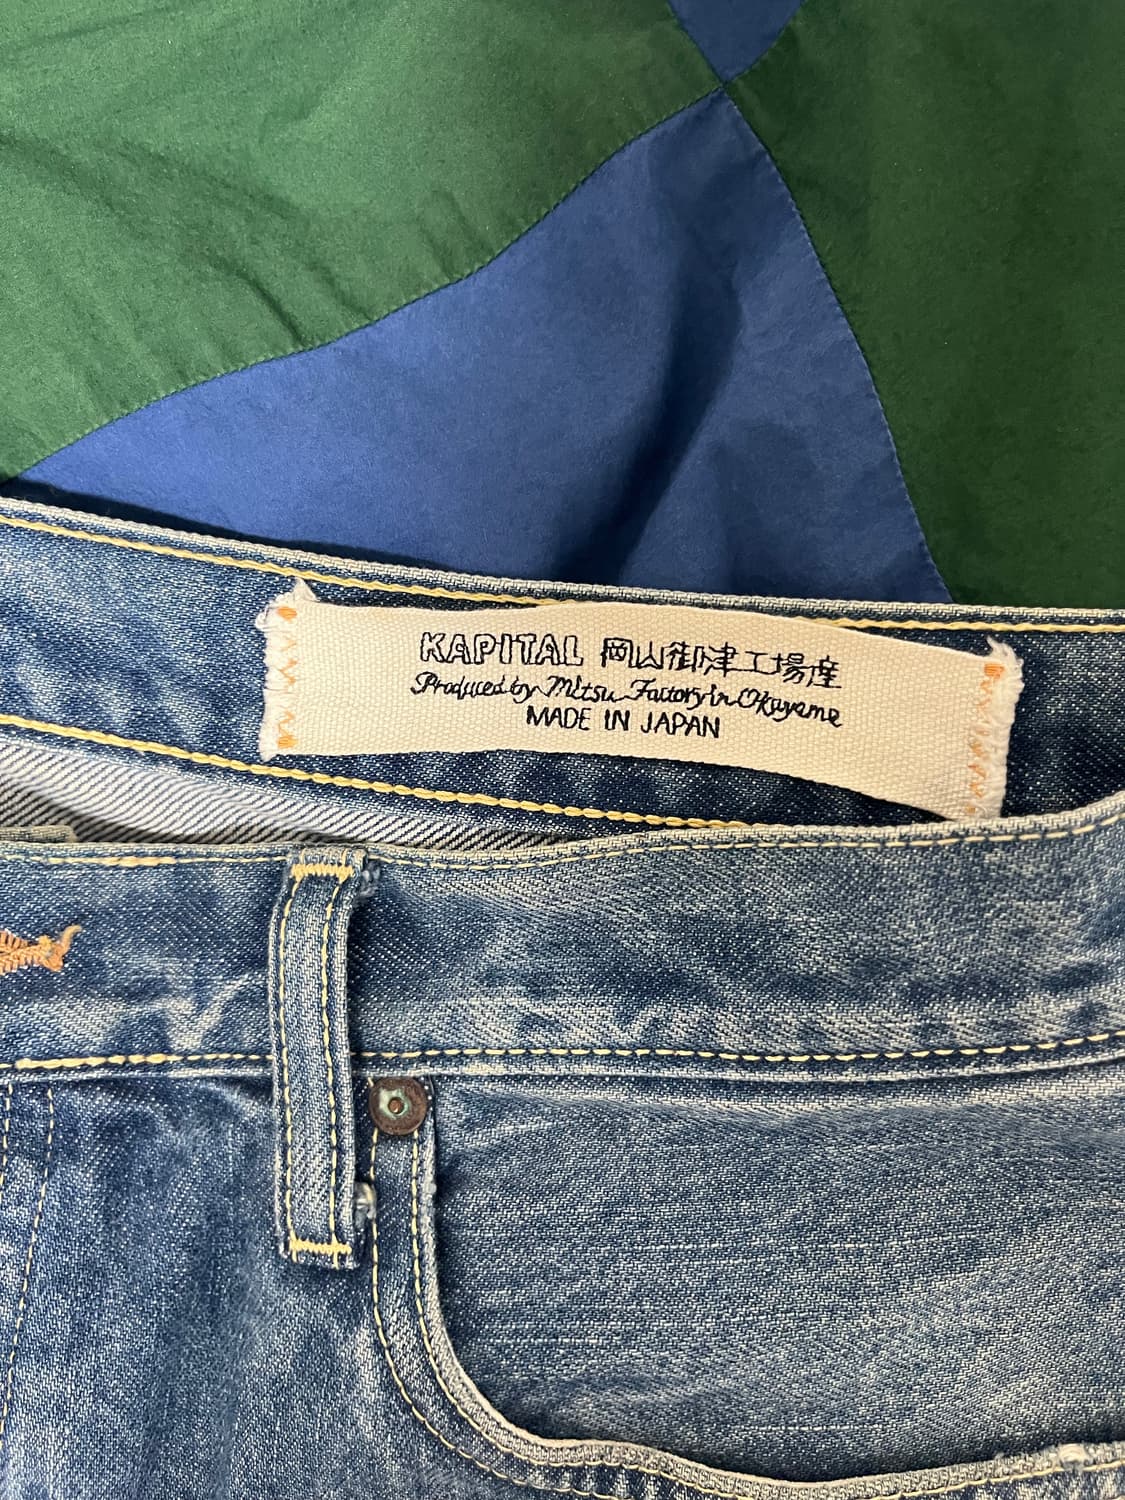 KAPITAL 岡山御津工場産
Produced by Mitsu Factory in Okayama
MADE IN JAPAN